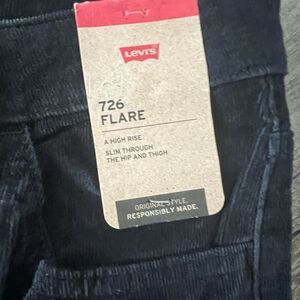 Levi's
726
FLARE
A HIGH RISE
SLIM THROUGH
THE HIP AND THIGH.
ORIGINAL STYLE.
RESPONSIBLY MADE.